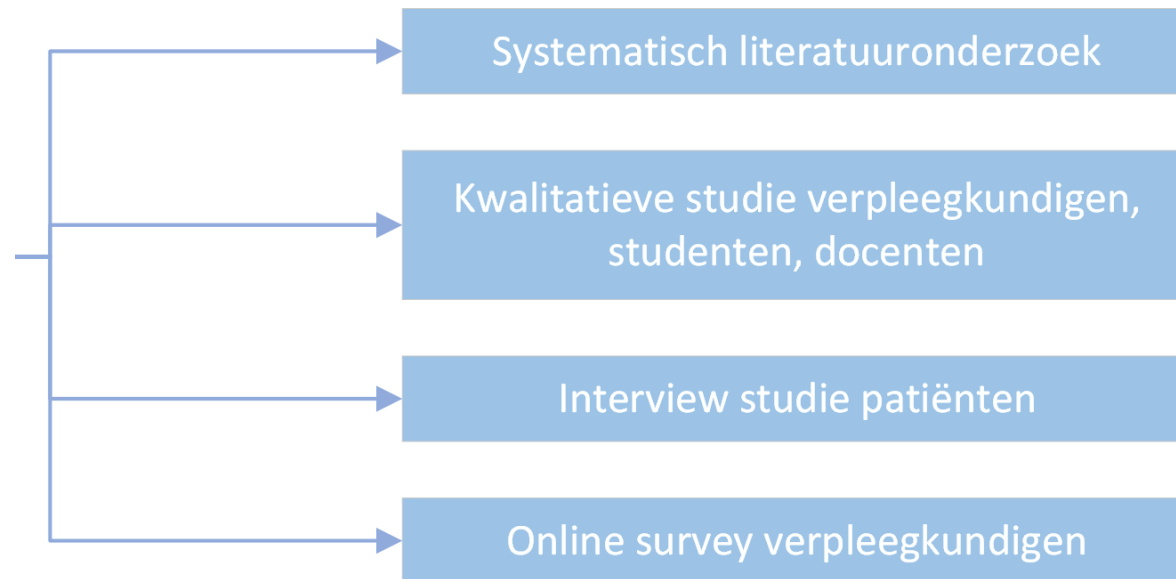 Systematisch literatuuronderzoek
Kwalitatieve studie verpleegkundigen,
studenten, docenten
Interview studie patiënten
Online survey verpleegkundigen